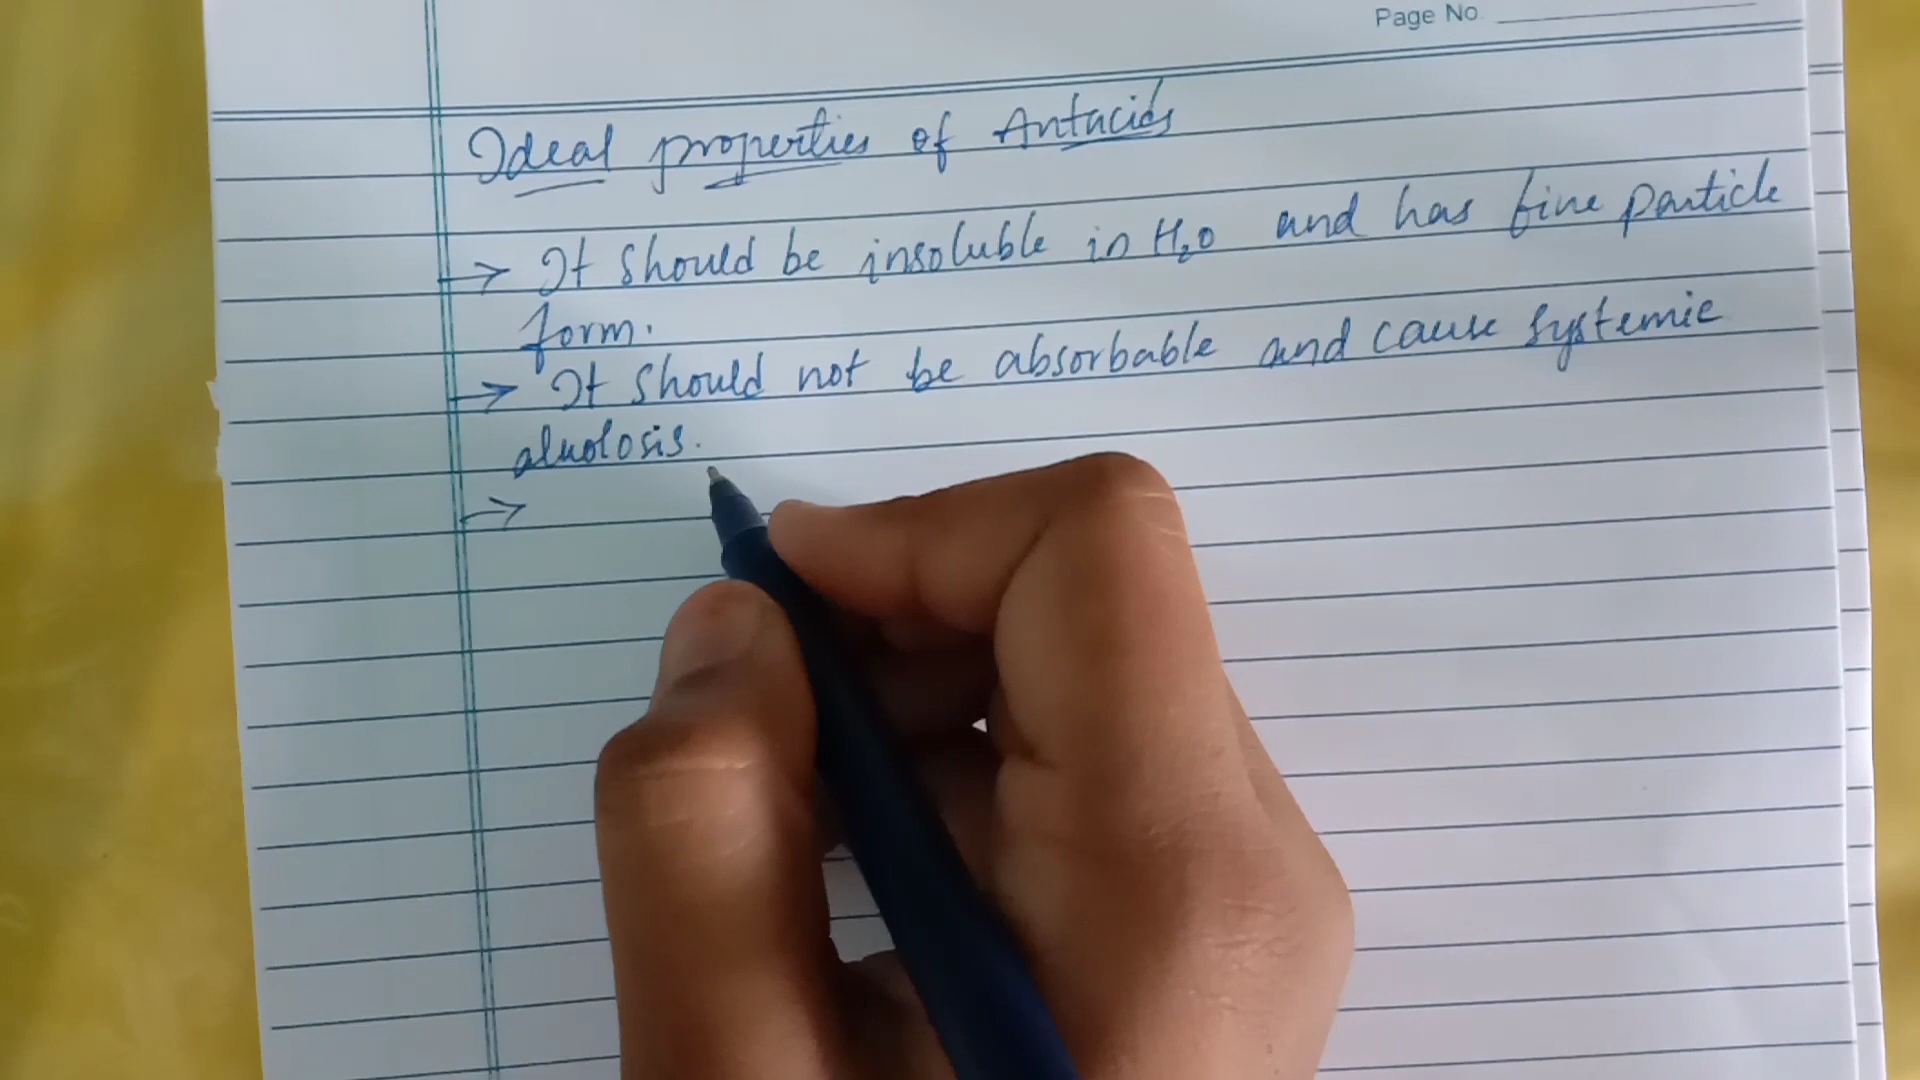 Page No.
Ideal properties of Antacids
→ It should be insoluble in H₂O and has fine particle
form.
→ It should not be absorbable and cause systemic
alkolosis.
→